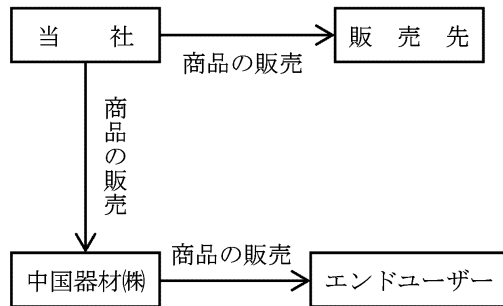 当　　社
販　売　先
商品の販売
商品の販売
商品の販売
中国器材㈱
エンドユーザー